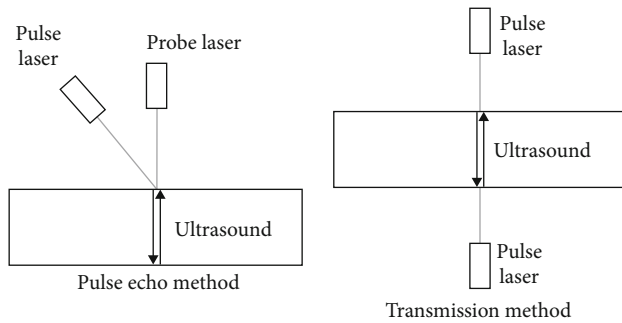 Pulse
laser
Probe laser
Ultrasound
Pulse echo method
Pulse
laser
Ultrasound
Pulse
laser
Transmission method